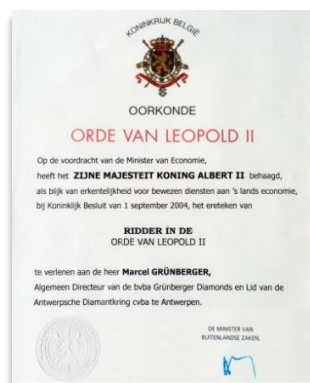 KONINKRIJK BELGIE
OORKONDE
ORDE VAN LEOPOLD II
Op de voordracht van de Minister van Economie,
heeft het ZIJNE MAJESTEIT KONING ALBERT II behaagd,
als blijk van erkentelijkheid voor bewezen diensten aan 's lands economie,
bij Koninklijk Besluit van 1 september 2004, het ereteken van
RIDDER IN DE
ORDE VAN LEOPOLD II
te verlenen aan de heer Marcel GRÜNBERGER,
Algemeen Directeur van de bvba Grünberger Diamonds en Lid van de
Antwerpsche Diamantkring cvba te Antwerpen.
DE MINISTER VAN
BUITENLANDSE ZAKEN,